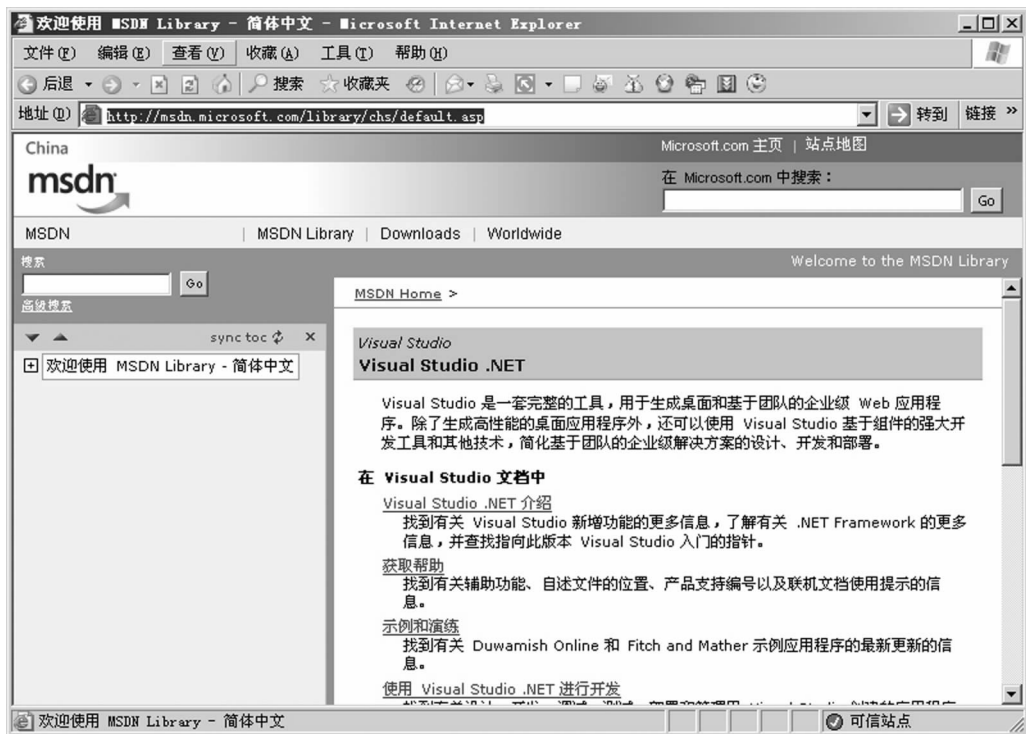 欢迎使用 MSDN Library - 简体中文 - Microsoft Internet Explorer
文件(F) 编辑(E) 查看(V) 收藏(A) 工具(T) 帮助(H)
后退 搜索 收藏夹
地址(D) http://msdn.microsoft.com/library/chs/default.asp 转到 链接 »
China Microsoft.com 主页 | 站点地图
msdn
在 Microsoft.com 中搜索：
Go
MSDN | MSDN Library | Downloads | Worldwide
搜索 Welcome to the MSDN Library
Go
高级搜索
MSDN Home >
sync toc ×
欢迎使用 MSDN Library - 简体中文
Visual Studio
Visual Studio .NET
Visual Studio 是一套完整的工具，用于生成桌面和基于团队的企业级 Web 应用程
序。除了生成高性能的桌面应用程序外，还可以使用 Visual Studio 基于组件的强大开
发工具和其他技术，简化基于团队的企业级解决方案的设计、开发和部署。
在 Visual Studio 文档中
Visual Studio .NET 介绍
找到有关 Visual Studio 新增功能的更多信息，了解有关 .NET Framework 的更多
信息，并查找指向此版本 Visual Studio 入门的指针。
获取帮助
找到有关辅助功能、自述文件的位置、产品支持编号以及联机文档使用提示的信
息。
示例和演练
找到有关 Duwamish Online 和 Fitch and Mather 示例应用程序的最新更新的信
息。
使用 Visual Studio .NET 进行开发
欢迎使用 MSDN Library - 简体中文 可信站点